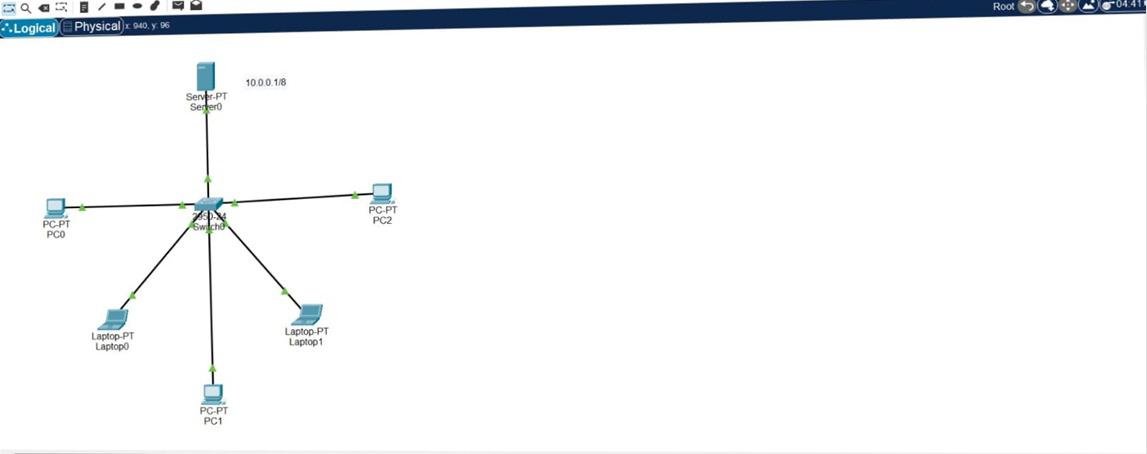 Root
04:41
Logical
Physical
x: 940, y: 96
Server-PT
Server0
10.0.0.1/8
PC-PT
PC0
2950-24
Switch0
PC-PT
PC2
Laptop-PT
Laptop0
Laptop-PT
Laptop1
PC-PT
PC1